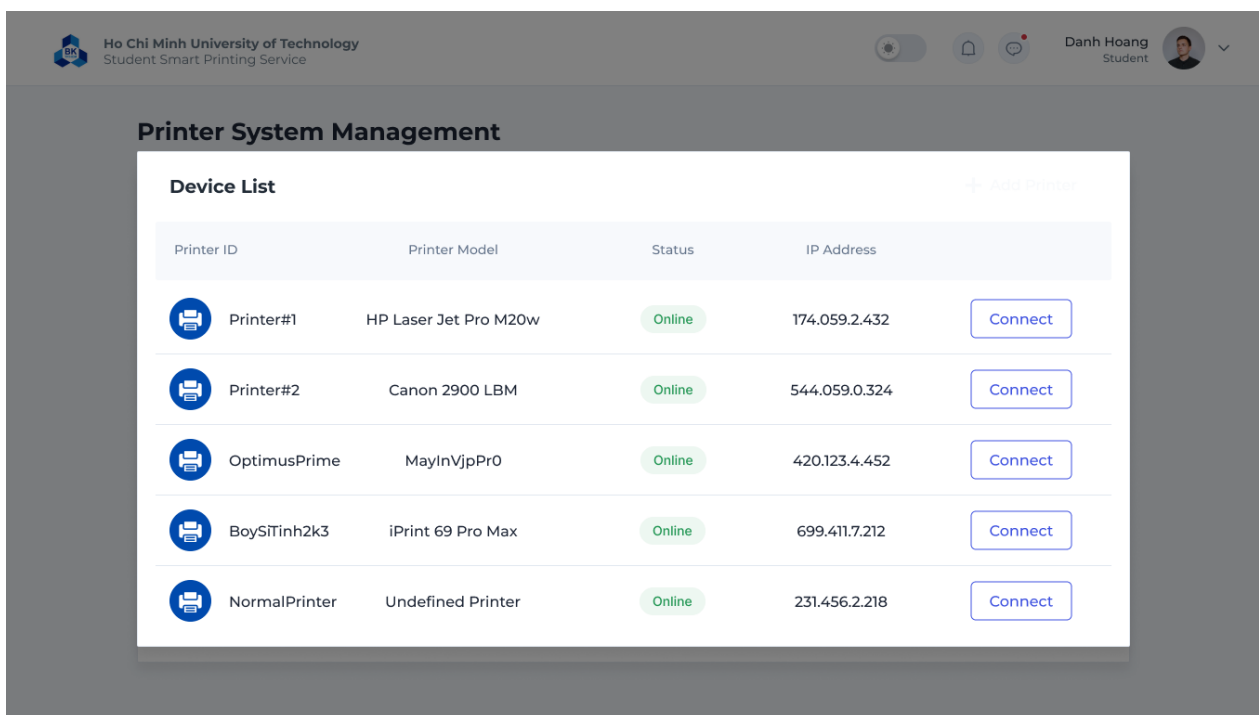 BK
Ho Chi Minh University of Technology
Student Smart Printing Service
Danh Hoang
Student
Printer System Management
Device List
+ Add Printer
Printer ID Printer Model Status IP Address
Printer#1 HP Laser Jet Pro M20w Online 174.059.2.432 Connect
Printer#2 Canon 2900 LBM Online 544.059.0.324 Connect
OptimusPrime MayInVjpPr0 Online 420.123.4.452 Connect
BoySiTinh2k3 iPrint 69 Pro Max Online 699.411.7.212 Connect
NormalPrinter Undefined Printer Online 231.456.2.218 Connect